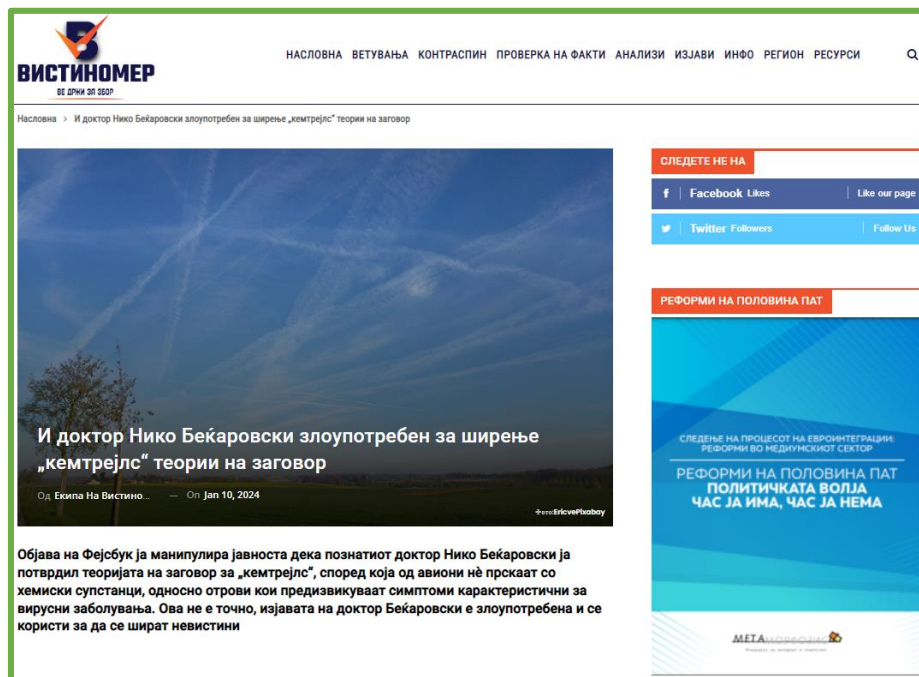 ВИСТИНОМЕР
ВЕ ДРЖИ ЗА ЗБОР
НАСЛОВНА ВЕТУВАЊА КОНТРАСПИН ПРОВЕРКА НА ФАКТИ АНАЛИЗИ ИЗЈАВИ ИНФО РЕГИОН РЕСУРСИ
Насловна > И доктор Нико Беќаровски злоупотребен за ширење „кемтрејлс“ теории на заговор
И доктор Нико Беќаровски злоупотребен за ширење
„кемтрејлс“ теории на заговор
Од Екипа На Вистино... — On Jan 10, 2024
Фото:EricvePixabay
Објава на Фејсбук ја манипулира јавноста дека познатиот доктор Нико Беќаровски ја
потврдил теоријата на заговор за „кемтрејлс“, според која од авиони нѐ прскаат со
хемиски супстанци, односно отрови кои предизвикуваат симптоми карактеристични за
вирусни заболувања. Ова не е точно, изјавата на доктор Беќаровски е злоупотребена и се
користи за да се шират невистини
СЛЕДЕТЕ НЕ НА
Facebook Likes Like our page
Twitter Followers Follow Us
РЕФОРМИ НА ПОЛОВИНА ПАТ
СЛЕДЕЊЕ НА ПРОЦЕСОТ НА ЕВРОИНТЕГРАЦИИ:
РЕФОРМИ ВО МЕДИУМСКИОТ СЕКТОР
РЕФОРМИ НА ПОЛОВИНА ПАТ
ПОЛИТИЧКАТА ВОЛЈА
ЧАС ЈА ИМА, ЧАС ЈА НЕМА
МЕТАМОРФОЗИС